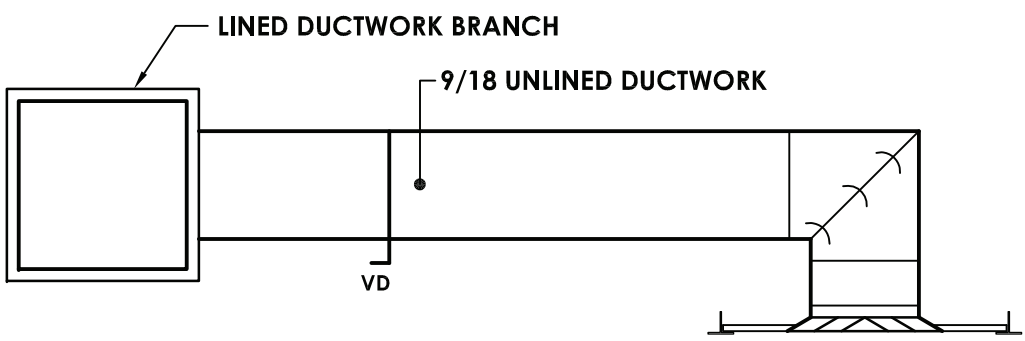 LINED DUCTWORK BRANCH
9/18 UNLINED DUCTWORK
VD